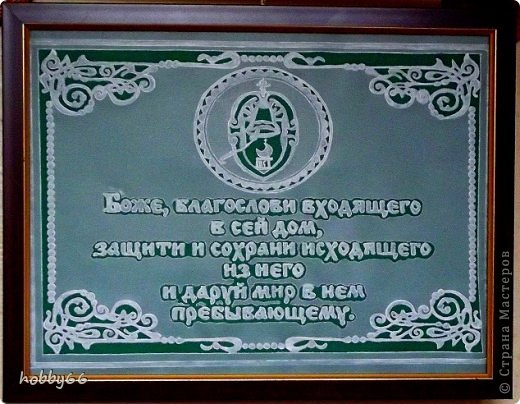 Боже, благослови входящего
в сей дом,
защити и сохрани исходящего
из него
и даруй мир в нем
пребывающему.
hobby66
© Страна Мастеров